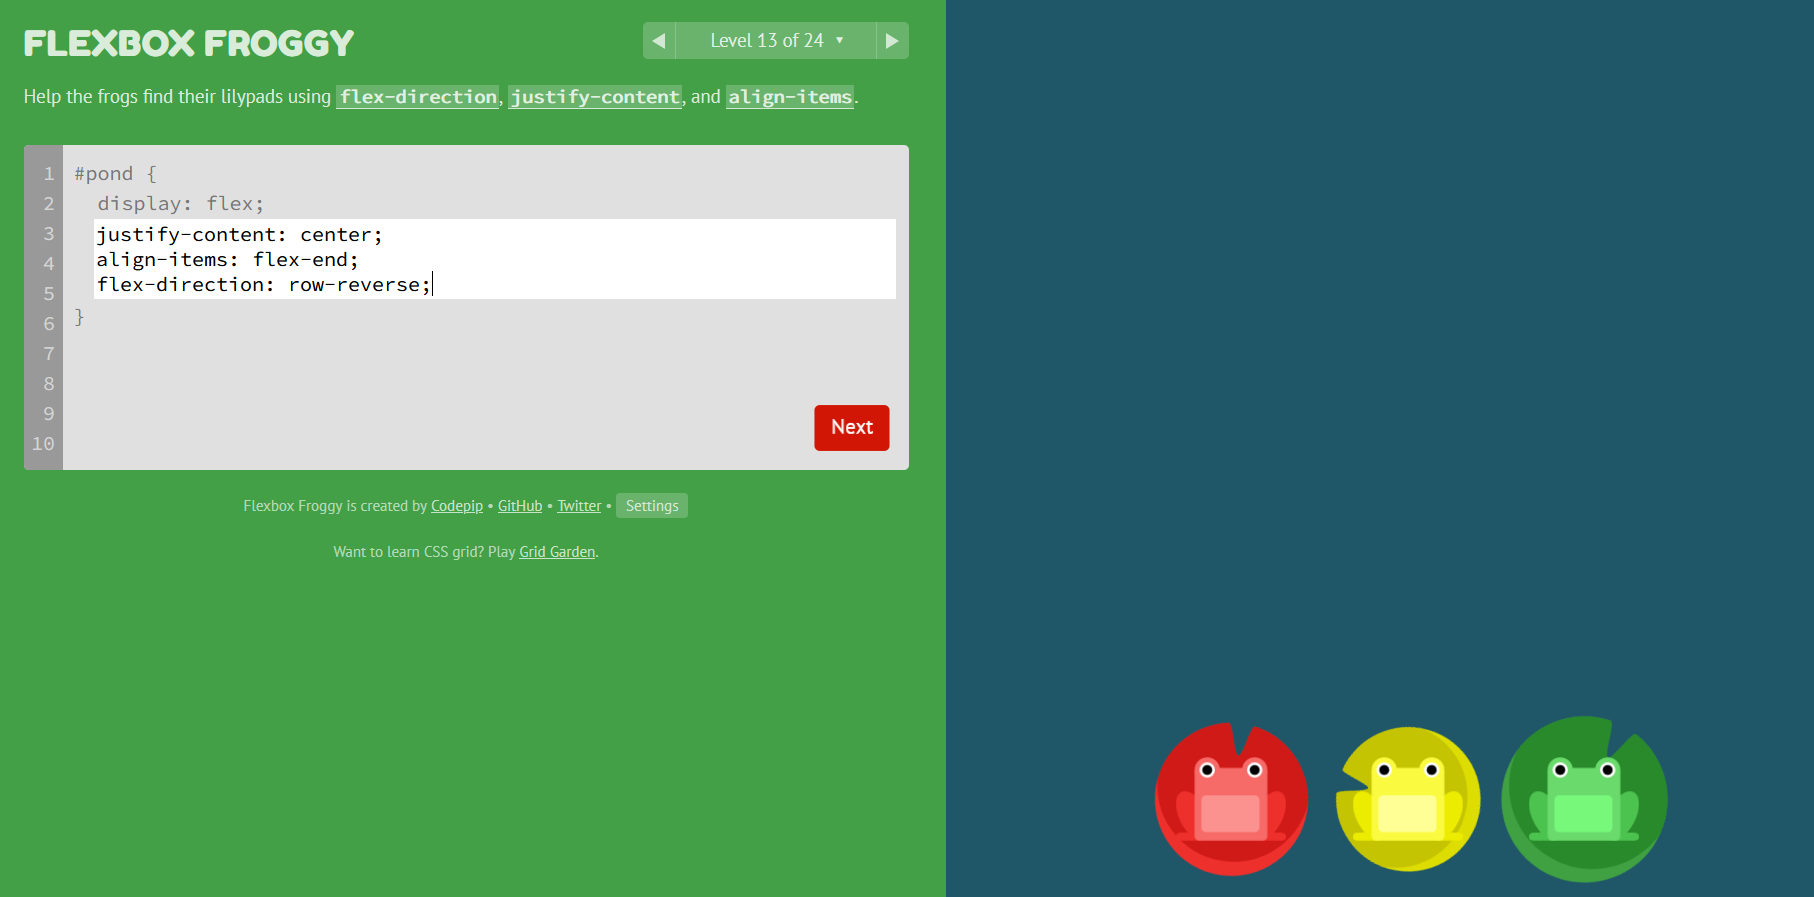 FLEXBOX FROGGY
◀ Level 13 of 24 ▼ ▶
Help the frogs find their lilypads using flex-direction, justify-content, and align-items.
1 #pond {
2 display: flex;
3 justify-content: center;
4 align-items: flex-end;
5 flex-direction: row-reverse;
6 }
7
8
9
10
Next
Flexbox Froggy is created by Codepip • GitHub • Twitter • Settings
Want to learn CSS grid? Play Grid Garden.